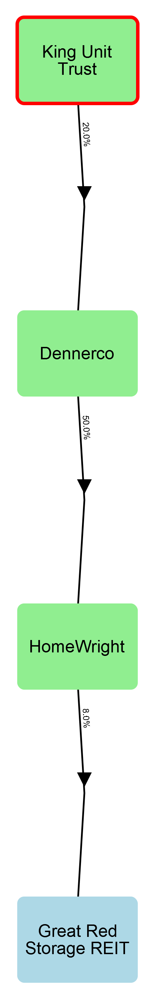 King Unit
Trust
20.0%
Dennerco
50.0%
HomeWright
8.0%
Great Red
Storage REIT